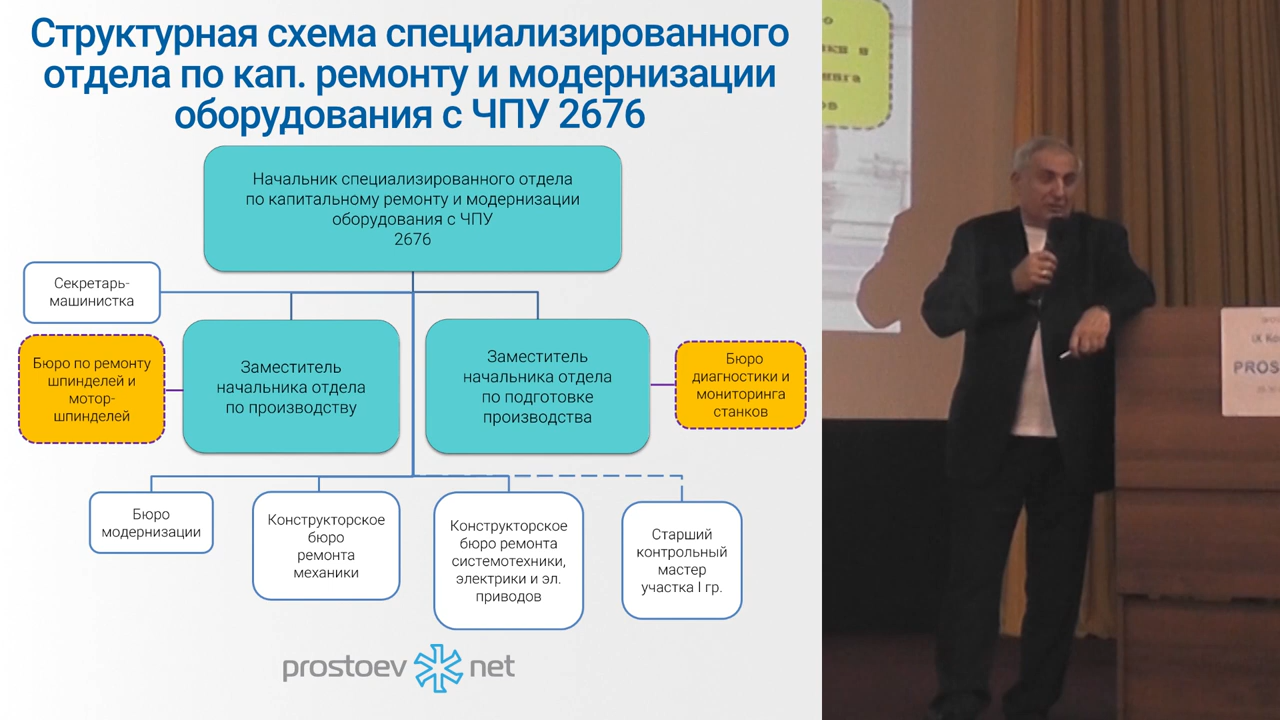 Структурная схема специализированного
отдела по кап. ремонту и модернизации
оборудования с ЧПУ 2676
Начальник специализированного отдела
по капитальному ремонту и модернизации
оборудования с ЧПУ
2676
Секретарь-
машинистка
Бюро по ремонту
шпинделей и
мотор-
шпинделей
Заместитель
начальника отдела
по производству
Заместитель
начальника отдела
по подготовке
производства
Бюро
диагностики и
мониторинга
станков
Бюро
модернизации
Конструкторское
бюро
ремонта
механики
Конструкторское
бюро ремонта
системотехники,
электрики и эл.
приводов
Старший
контрольный
мастер
участка I гр.
prostoev net
IX Ко
PROS